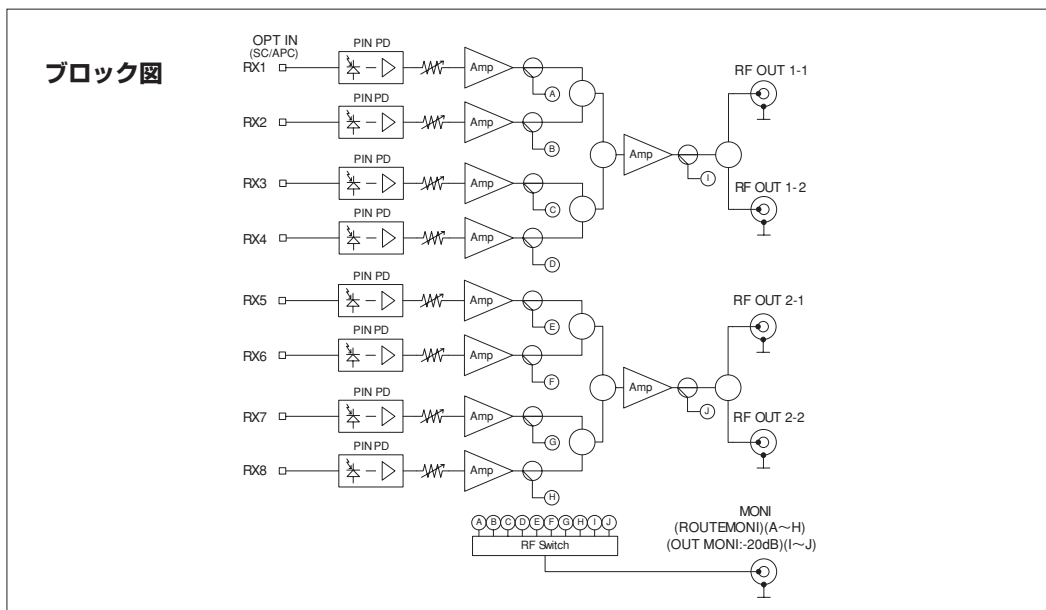 ブロック図
OPT IN
(SC/APC)
RX1
PIN PD
Amp
A
RX2
PIN PD
Amp
B
RX3
PIN PD
Amp
C
RX4
PIN PD
Amp
D
Amp
I
RF OUT 1-1
RF OUT 1-2
RX5
PIN PD
Amp
E
RX6
PIN PD
Amp
F
RX7
PIN PD
Amp
G
RX8
PIN PD
Amp
H
Amp
J
RF OUT 2-1
RF OUT 2-2
A B C D E F G H I J
RF Switch
MONI
(ROUTEMONI)(A～H)
(OUT MONI:-20dB)(I～J)